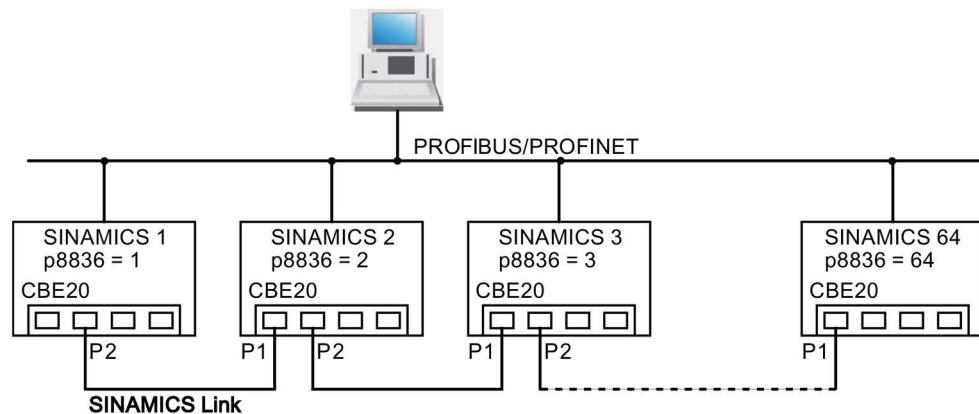 PROFIBUS/PROFINET
SINAMICS 1
p8836 = 1
CBE20
P2
SINAMICS 2
p8836 = 2
CBE20
P1
P2
SINAMICS 3
p8836 = 3
CBE20
P1
P2
SINAMICS 64
p8836 = 64
CBE20
P1
SINAMICS Link